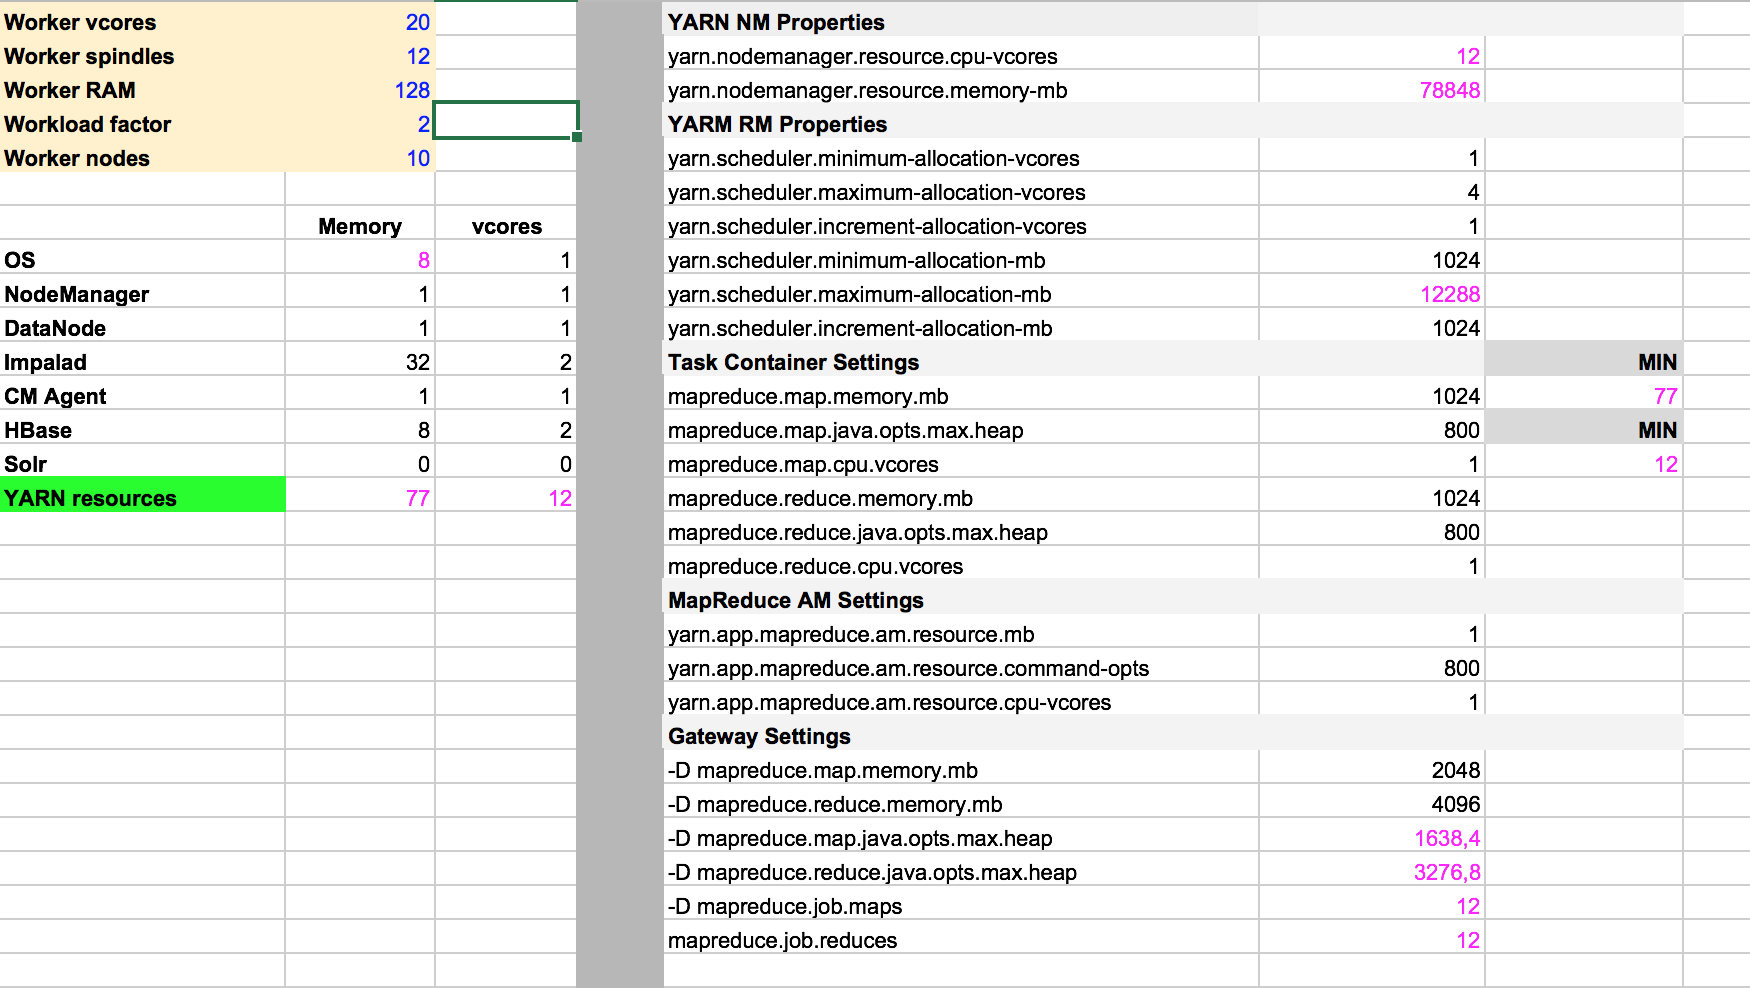 Worker vcores 20
Worker spindles 12
Worker RAM 128
Workload factor 2
Worker nodes 10
Memory vcores
OS 8 1
NodeManager 1 1
DataNode 1 1
Impalad 32 2
CM Agent 1 1
HBase 8 2
Solr 0 0
YARN resources 77 12
YARN NM Properties
yarn.nodemanager.resource.cpu-vcores 12
yarn.nodemanager.resource.memory-mb 78848
YARM RM Properties
yarn.scheduler.minimum-allocation-vcores 1
yarn.scheduler.maximum-allocation-vcores 4
yarn.scheduler.increment-allocation-vcores 1
yarn.scheduler.minimum-allocation-mb 1024
yarn.scheduler.maximum-allocation-mb 12288
yarn.scheduler.increment-allocation-mb 1024
Task Container Settings MIN
mapreduce.map.memory.mb 1024 77
mapreduce.map.java.opts.max.heap 800 MIN
mapreduce.map.cpu.vcores 1 12
mapreduce.reduce.memory.mb 1024
mapreduce.reduce.java.opts.max.heap 800
mapreduce.reduce.cpu.vcores 1
MapReduce AM Settings
yarn.app.mapreduce.am.resource.mb 1
yarn.app.mapreduce.am.resource.command-opts 800
yarn.app.mapreduce.am.resource.cpu-vcores 1
Gateway Settings
-D mapreduce.map.memory.mb 2048
-D mapreduce.reduce.memory.mb 4096
-D mapreduce.map.java.opts.max.heap 1638,4
-D mapreduce.reduce.java.opts.max.heap 3276,8
-D mapreduce.job.maps 12
mapreduce.job.reduces 12